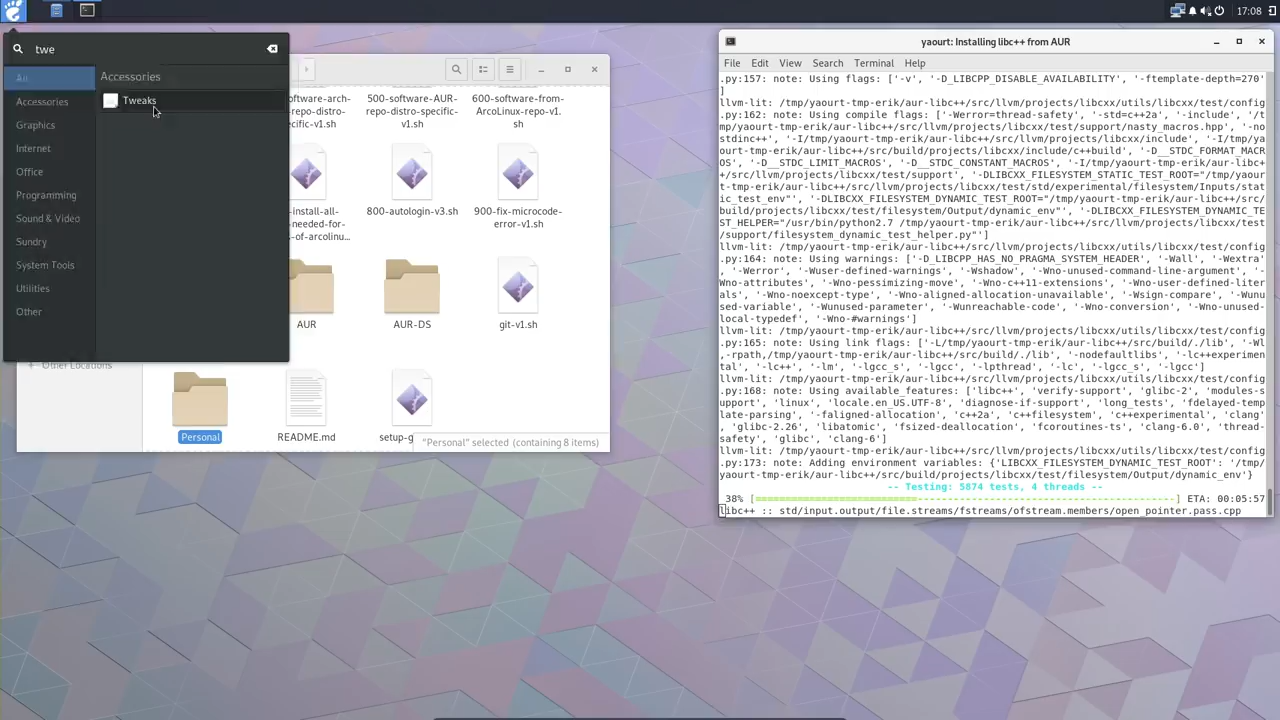 17:08
twe
All
Accessories
Graphics
Internet
Office
Programming
Sound & Video
Sundry
System Tools
Utilities
Other
Accessories
Tweaks
oftware-arch-
repo-distro-
ecific-v1.sh
500-software-AUR-
repo-distro-specific-
v1.sh
600-software-from-
ArcoLinux-repo-v1.
sh
-install-all-
-needed-for-
s-of-arcolinu...
800-autologin-v3.sh
900-fix-microcode-
error-v1.sh
AUR
AUR-DS
git-v1.sh
Other Locations
Personal
README.md
setup-g
"Personal" selected (containing 8 items)
yaourt: Installing libc++ from AUR
File Edit View Search Terminal Help
.py:157: note: Using flags: ['-v', '-D_LIBCPP_DISABLE_AVAILABILITY', '-ftemplate-depth=270'
]
llvm-lit: /tmp/yaourt-tmp-erik/aur-libc++/src/llvm/projects/libcxx/utils/libcxx/test/config
.py:162: note: Using compile flags: ['-Werror=thread-safety', '-std=c++2a', '-include', '/t
mp/yaourt-tmp-erik/aur-libc++/src/llvm/projects/libcxx/test/support/nasty_macros.hpp', '-no
stdinc++', '-I/tmp/yaourt-tmp-erik/aur-libc++/src/llvm/projects/libcxx/include', '-I/tmp/ya
ourt-tmp-erik/aur-libc++/src/build/projects/libcxx/include/c++build', '-D__STDC_FORMAT_MACR
OS', '-D__STDC_LIMIT_MACROS', '-D__STDC_CONSTANT_MACROS', '-I/tmp/yaourt-tmp-erik/aur-libc+
+/src/llvm/projects/libcxx/test/support', '-DLIBCXX_FILESYSTEM_STATIC_TEST_ROOT="/tmp/yaour
t-tmp-erik/aur-libc++/src/llvm/projects/libcxx/test/std/experimental/filesystem/Inputs/stat
ic_test_env"', '-DLIBCXX_FILESYSTEM_DYNAMIC_TEST_ROOT="/tmp/yaourt-tmp-erik/aur-libc++/src/
build/projects/libcxx/test/filesystem/Output/dynamic_env"', '-DLIBCXX_FILESYSTEM_DYNAMIC_TE
ST_HELPER="/usr/bin/python2.7 /tmp/yaourt-tmp-erik/aur-libc++/src/llvm/projects/libcxx/test
/support/filesystem_dynamic_test_helper.py"']
llvm-lit: /tmp/yaourt-tmp-erik/aur-libc++/src/llvm/projects/libcxx/utils/libcxx/test/config
.py:164: note: Using warnings: ['-D_LIBCPP_HAS_NO_PRAGMA_SYSTEM_HEADER', '-Wall', '-Wextra'
, '-Werror', '-Wuser-defined-warnings', '-Wshadow', '-Wno-unused-command-line-argument', '-
Wno-attributes', '-Wno-pessimizing-move', '-Wno-c++11-extensions', '-Wno-user-defined-liter
als', '-Wno-noexcept-type', '-Wno-aligned-allocation-unavailable', '-Wsign-compare', '-Wunu
sed-variable', '-Wunused-parameter', '-Wunreachable-code', '-Wno-conversion', '-Wno-unused-
local-typedef', '-Wno-#warnings']
llvm-lit: /tmp/yaourt-tmp-erik/aur-libc++/src/llvm/projects/libcxx/utils/libcxx/test/config
.py:165: note: Using link flags: ['-L/tmp/yaourt-tmp-erik/aur-libc++/src/build/./lib', '-Wl
,-rpath,/tmp/yaourt-tmp-erik/aur-libc++/src/build/./lib', '-nodefaultlibs', '-lc++experimen
tal', '-lc++', '-lm', '-lgcc_s', '-lgcc', '-lpthread', '-lc', '-lgcc_s', '-lgcc']
llvm-lit: /tmp/yaourt-tmp-erik/aur-libc++/src/llvm/projects/libcxx/utils/libcxx/test/config
.py:168: note: Using available features: ['libc++', 'verify-support', 'glibc-2', 'modules-s
upport', 'linux', 'locale.en_US.UTF-8', 'diagnose-if-support', 'long_tests', 'fdelayed-temp
late-parsing', '-faligned-allocation', 'c++2a', 'c++filesystem', 'c++experimental', 'clang'
, 'glibc-2.26', 'libatomic', 'fsized-deallocation', 'fcoroutines-ts', 'clang-6.0', 'thread-
safety', 'glibc', 'clang-6']
llvm-lit: /tmp/yaourt-tmp-erik/aur-libc++/src/llvm/projects/libcxx/utils/libcxx/test/config
.py:173: note: Adding environment variables: {'LIBCXX_FILESYSTEM_DYNAMIC_TEST_ROOT': '/tmp/
yaourt-tmp-erik/aur-libc++/src/build/projects/libcxx/test/filesystem/Output/dynamic_env'}
-- Testing: 5874 tests, 4 threads --
38% [==========================------------------------------------------] ETA: 00:05:57
libc++ :: std/input.output/file.streams/fstreams/ofstream.members/open_pointer.pass.cpp